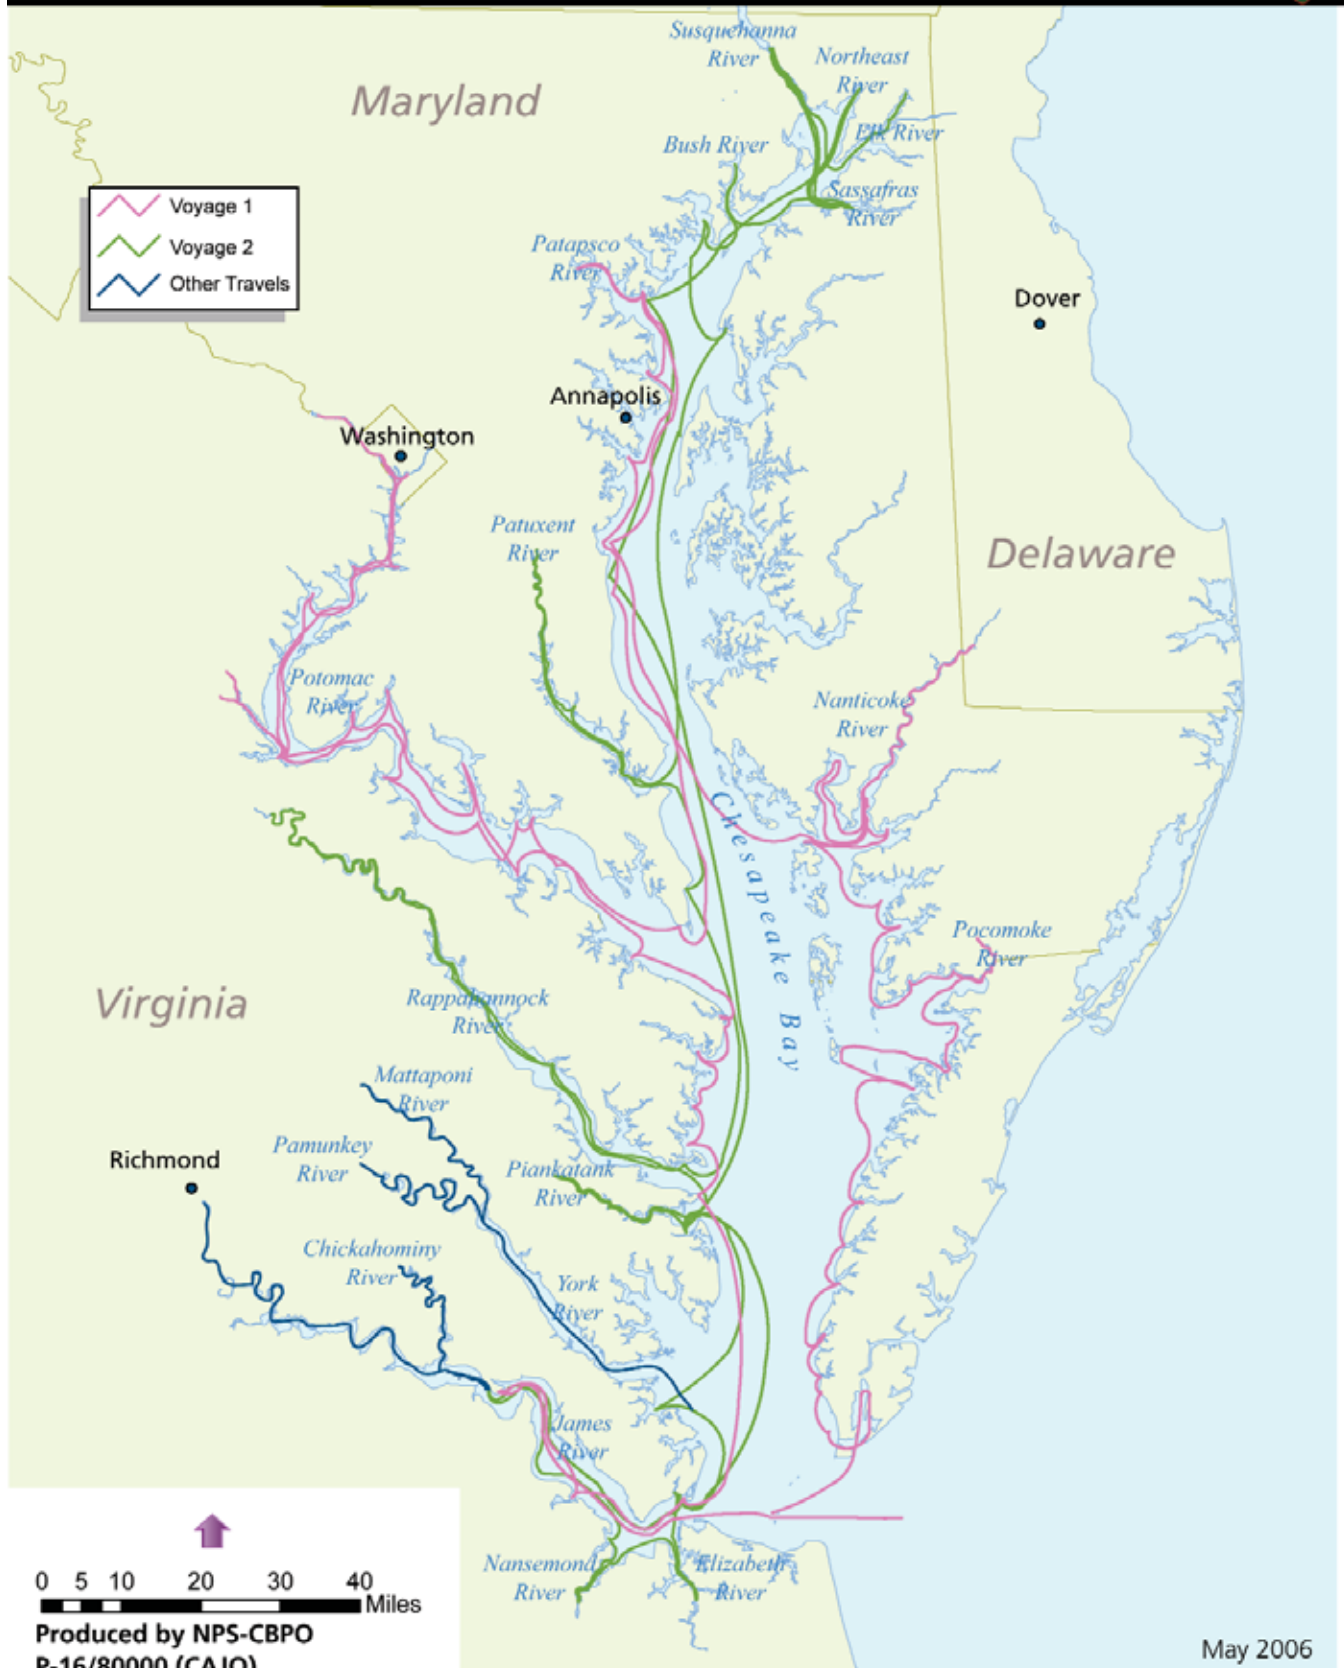 Susquehanna
River
Northeast
River
Maryland
Elk River
Bush River
Sassafras
River
Voyage 1
Voyage 2
Other Travels
Patapsco
River
Dover
Annapolis
Washington
Patuxent
River
Delaware
Potomac
River
Nanticoke
River
Chesapeake Bay
Pocomoke
River
Virginia
Rappahannock
River
Mattaponi
River
Pamunkey
River
Richmond
Piankatank
River
Chickahominy
River
York
River
James
River
Nansemond
River
Elizabeth
River
0 5 10 20 30 40
Miles
Produced by NPS-CBPO
P-16/80000 (CAJO)
May 2006